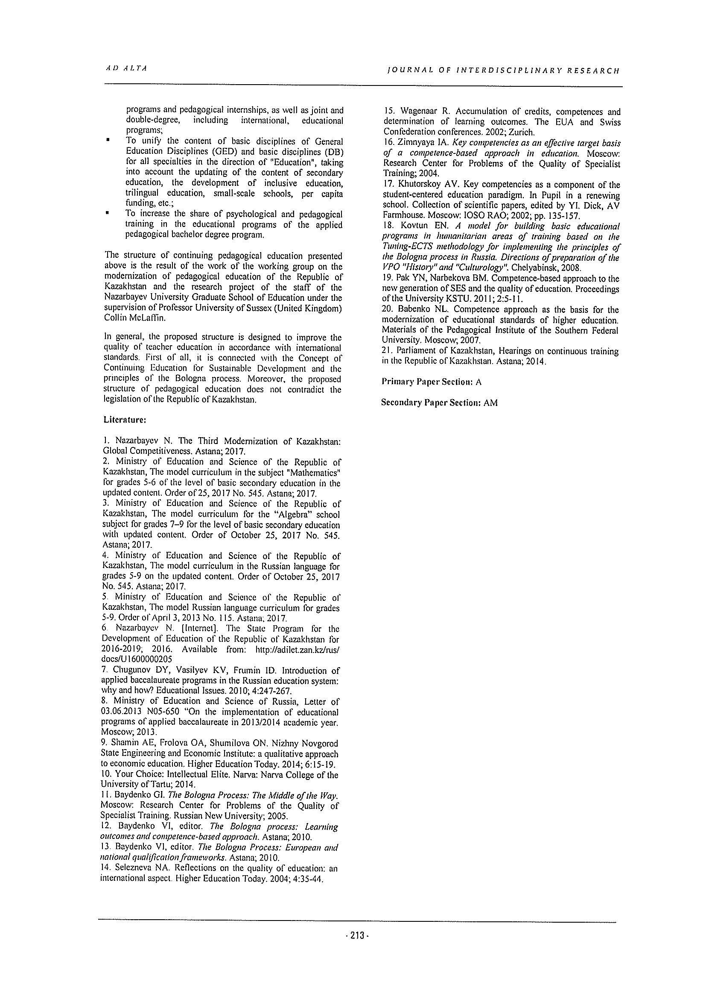 AD ALTA
JOURNAL OF INTERDISCIPLINARY RESEARCH
programs and pedagogical internships, as well as joint and
double-degree, including international, educational
programs;
▪ To unify the content of basic disciplines of General
Education Disciplines (GED) and basic disciplines (DB)
for all specialties in the direction of "Education", taking
into account the updating of the content of secondary
education, the development of inclusive education,
trilingual education, small-scale schools, per capita
funding, etc.;
▪ To increase the share of psychological and pedagogical
training in the educational programs of the applied
pedagogical bachelor degree program.
The structure of continuing pedagogical education presented
above is the result of the work of the working group on the
modernization of pedagogical education of the Republic of
Kazakhstan and the research project of the staff of the
Nazarbayev University Graduate School of Education under the
supervision of Professor University of Sussex (United Kingdom)
Collin McLaffin.
In general, the proposed structure is designed to improve the
quality of teacher education in accordance with international
standards. First of all, it is connected with the Concept of
Continuing Education for Sustainable Development and the
principles of the Bologna process. Moreover, the proposed
structure of pedagogical education does not contradict the
legislation of the Republic of Kazakhstan.
Literature:
1. Nazarbayev N. The Third Modernization of Kazakhstan:
Global Competitiveness. Astana; 2017.
2. Ministry of Education and Science of the Republic of
Kazakhstan, The model curriculum in the subject "Mathematics"
for grades 5-6 of the level of basic secondary education in the
updated content. Order of 25, 2017 No. 545. Astana; 2017.
3. Ministry of Education and Science of the Republic of
Kazakhstan, The model curriculum for the “Algebra” school
subject for grades 7–9 for the level of basic secondary education
with updated content. Order of October 25, 2017 No. 545.
Astana; 2017.
4. Ministry of Education and Science of the Republic of
Kazakhstan, The model curriculum in the Russian language for
grades 5-9 on the updated content. Order of October 25, 2017
No. 545. Astana; 2017.
5. Ministry of Education and Science of the Republic of
Kazakhstan, The model Russian language curriculum for grades
5-9. Order of April 3, 2013 No. 115. Astana; 2017.
6. Nazarbayev N. [Internet]. The State Program for the
Development of Education of the Republic of Kazakhstan for
2016-2019; 2016. Available from: http://adilet.zan.kz/rus/
docs/U1600000205
7. Chugunov DY, Vasilyev KV, Frumin ID. Introduction of
applied baccalaureate programs in the Russian education system:
why and how? Educational Issues. 2010; 4:247-267.
8. Ministry of Education and Science of Russia, Letter of
03.06.2013 N05-650 “On the implementation of educational
programs of applied baccalaureate in 2013/2014 academic year.
Moscow; 2013.
9. Shamin AE, Frolova OA, Shumilova ON. Nizhny Novgorod
State Engineering and Economic Institute: a qualitative approach
to economic education. Higher Education Today. 2014; 6:15-19.
10. Your Choice: Intellectual Elite. Narva: Narva College of the
University of Tartu; 2014.
11. Baydenko GI. The Bologna Process: The Middle of the Way.
Moscow: Research Center for Problems of the Quality of
Specialist Training. Russian New University; 2005.
12. Baydenko VI, editor. The Bologna process: Learning
outcomes and competence-based approach. Astana; 2010.
13. Baydenko VI, editor. The Bologna Process: European and
national qualification frameworks. Astana; 2010.
14. Selezneva NA. Reflections on the quality of education: an
international aspect. Higher Education Today. 2004; 4:35-44.
15. Wagenaar R. Accumulation of credits, competences and
determination of learning outcomes. The EUA and Swiss
Confederation conferences. 2002; Zurich.
16. Zimnyaya IA. Key competencies as an effective target basis
of a competence-based approach in education. Moscow:
Research Center for Problems of the Quality of Specialist
Training; 2004.
17. Khutorskoy AV. Key competencies as a component of the
student-centered education paradigm. In Pupil in a renewing
school. Collection of scientific papers, edited by YI. Dick, AV
Farmhouse. Moscow: IOSO RAO; 2002; pp. 135-157.
18. Kovtun EN. A model for building basic educational
programs in humanitarian areas of training based on the
Tuning-ECTS methodology for implementing the principles of
the Bologna process in Russia. Directions of preparation of the
VPO "History" and "Culturology". Chelyabinsk, 2008.
19. Pak YN, Narbekova BM. Competence-based approach to the
new generation of SES and the quality of education. Proceedings
of the University KSTU. 2011; 2:5-11.
20. Babenko NL. Competence approach as the basis for the
modernization of educational standards of higher education.
Materials of the Pedagogical Institute of the Southern Federal
University. Moscow; 2007.
21. Parliament of Kazakhstan, Hearings on continuous training
in the Republic of Kazakhstan. Astana; 2014.
Primary Paper Section: A
Secondary Paper Section: AM
- 213 -